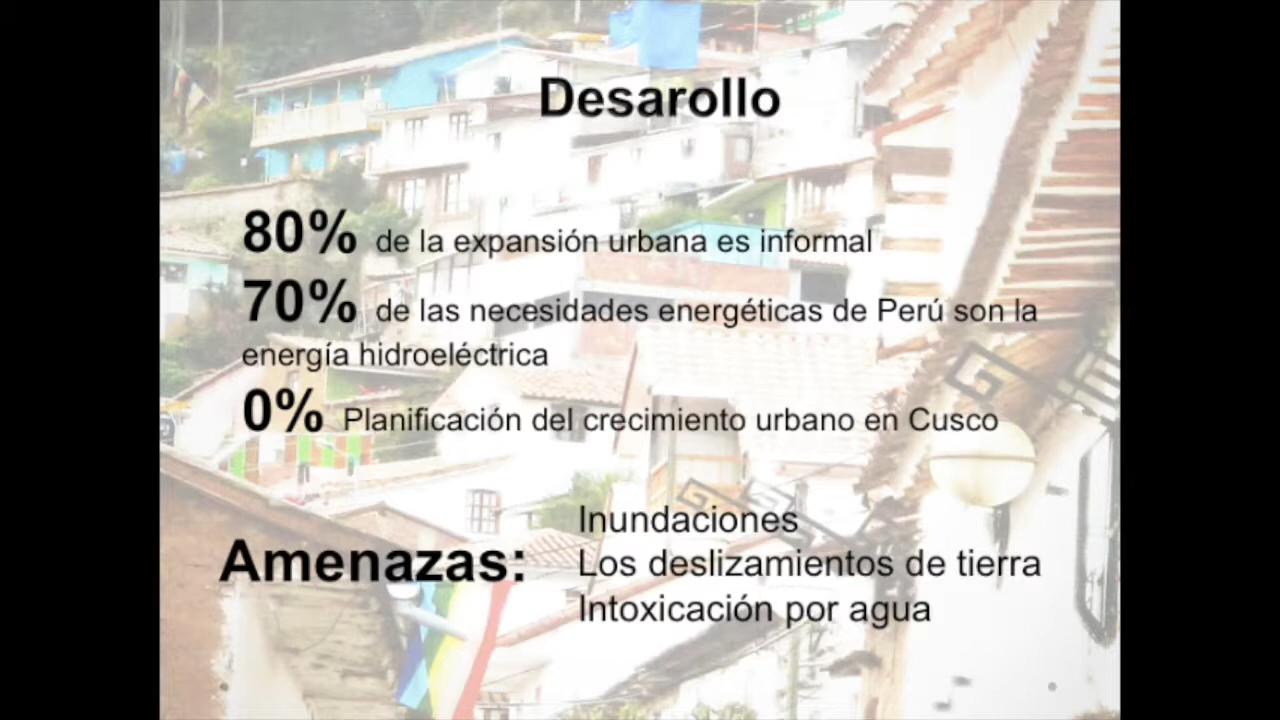 Desarollo
80% de la expansión urbana es informal
70% de las necesidades energéticas de Perú son la
energía hidroeléctrica
0% Planificación del crecimiento urbano en Cusco
Amenazas:
Inundaciones
Los deslizamientos de tierra
Intoxicación por agua